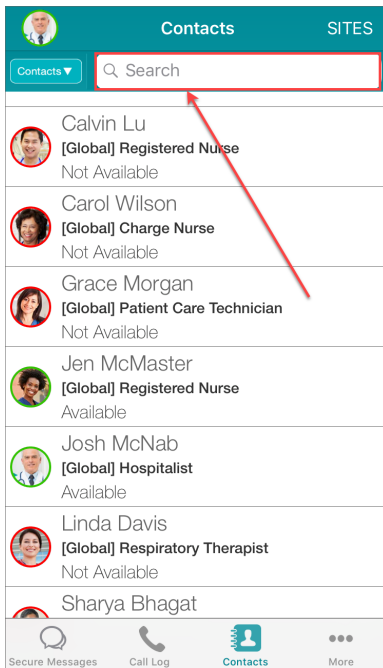 Contacts
SITES
Contacts▼
Search
Calvin Lu
[Global] Registered Nurse
Not Available
Carol Wilson
[Global] Charge Nurse
Not Available
Grace Morgan
[Global] Patient Care Technician
Not Available
Jen McMaster
[Global] Registered Nurse
Available
Josh McNab
[Global] Hospitalist
Available
Linda Davis
[Global] Respiratory Therapist
Not Available
Sharya Bhagat
Secure Messages
Call Log
Contacts
More